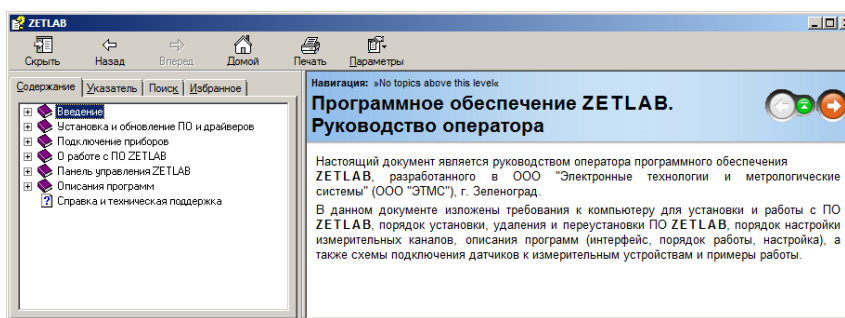 ZETLAB
Скрыть Назад Вперед Домой Печать Параметры
Содержание Указатель Поиск Избранное
Введение
Установка и обновление ПО и драйверов
Подключение приборов
О работе с ПО ZETLAB
Панель управления ZETLAB
Описания программ
Справка и техническая поддержка
Навигация: »No topics above this level«
Программное обеспечение ZETLAB.
Руководство оператора
Настоящий документ является руководством оператора программного обеспечения
ZETLAB, разработанного в ООО "Электронные технологии и метрологические
системы" (ООО "ЭТМС"), г. Зеленоград.
В данном документе изложены требования к компьютеру для установки и работы с ПО
ZETLAB, порядок установки, удаления и переустановки ПО ZETLAB, порядок настройки
измерительных каналов, описания программ (интерфейс, порядок работы, настройка), а
также схемы подключения датчиков к измерительным устройствам и примеры работы.